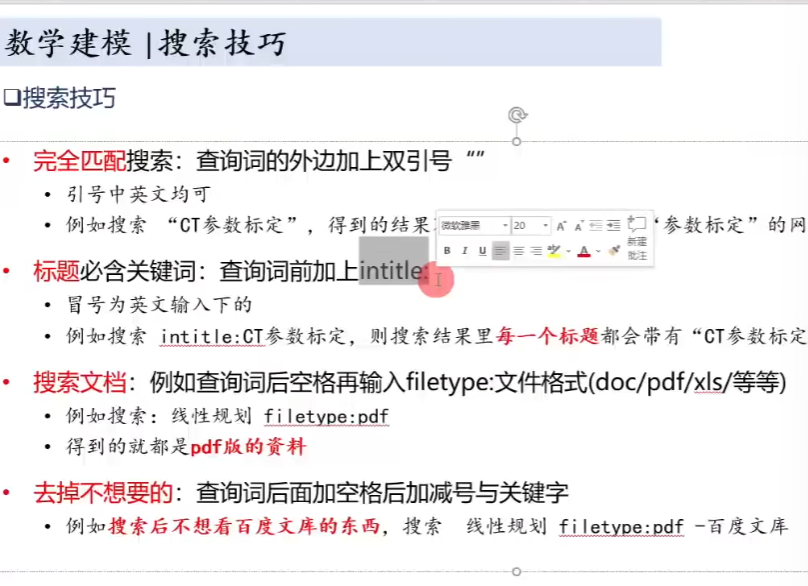 数学建模 |搜索技巧
❑搜索技巧
• 完全匹配搜索：查询词的外边加上双引号 “”
• 引号中英文均可
• 例如搜索 “CT参数标定”，得到的结果 “参数标定”的网
微软雅黑 20 A A 新建批注
B I U A
• 标题必含关键词：查询词前加上intitle:
• 冒号为英文输入下的
• 例如搜索 intitle:CT参数标定，则搜索结果里每一个标题都会带有“CT参数标定
• 搜索文档：例如查询词后空格再输入filetype:文件格式(doc/pdf/xls/等等)
• 例如搜索：线性规划 filetype:pdf
• 得到的就都是pdf版的资料
• 去掉不想要的：查询词后面加空格后加减号与关键字
• 例如搜索后不想看百度文库的东西，搜索 线性规划 filetype:pdf -百度文库